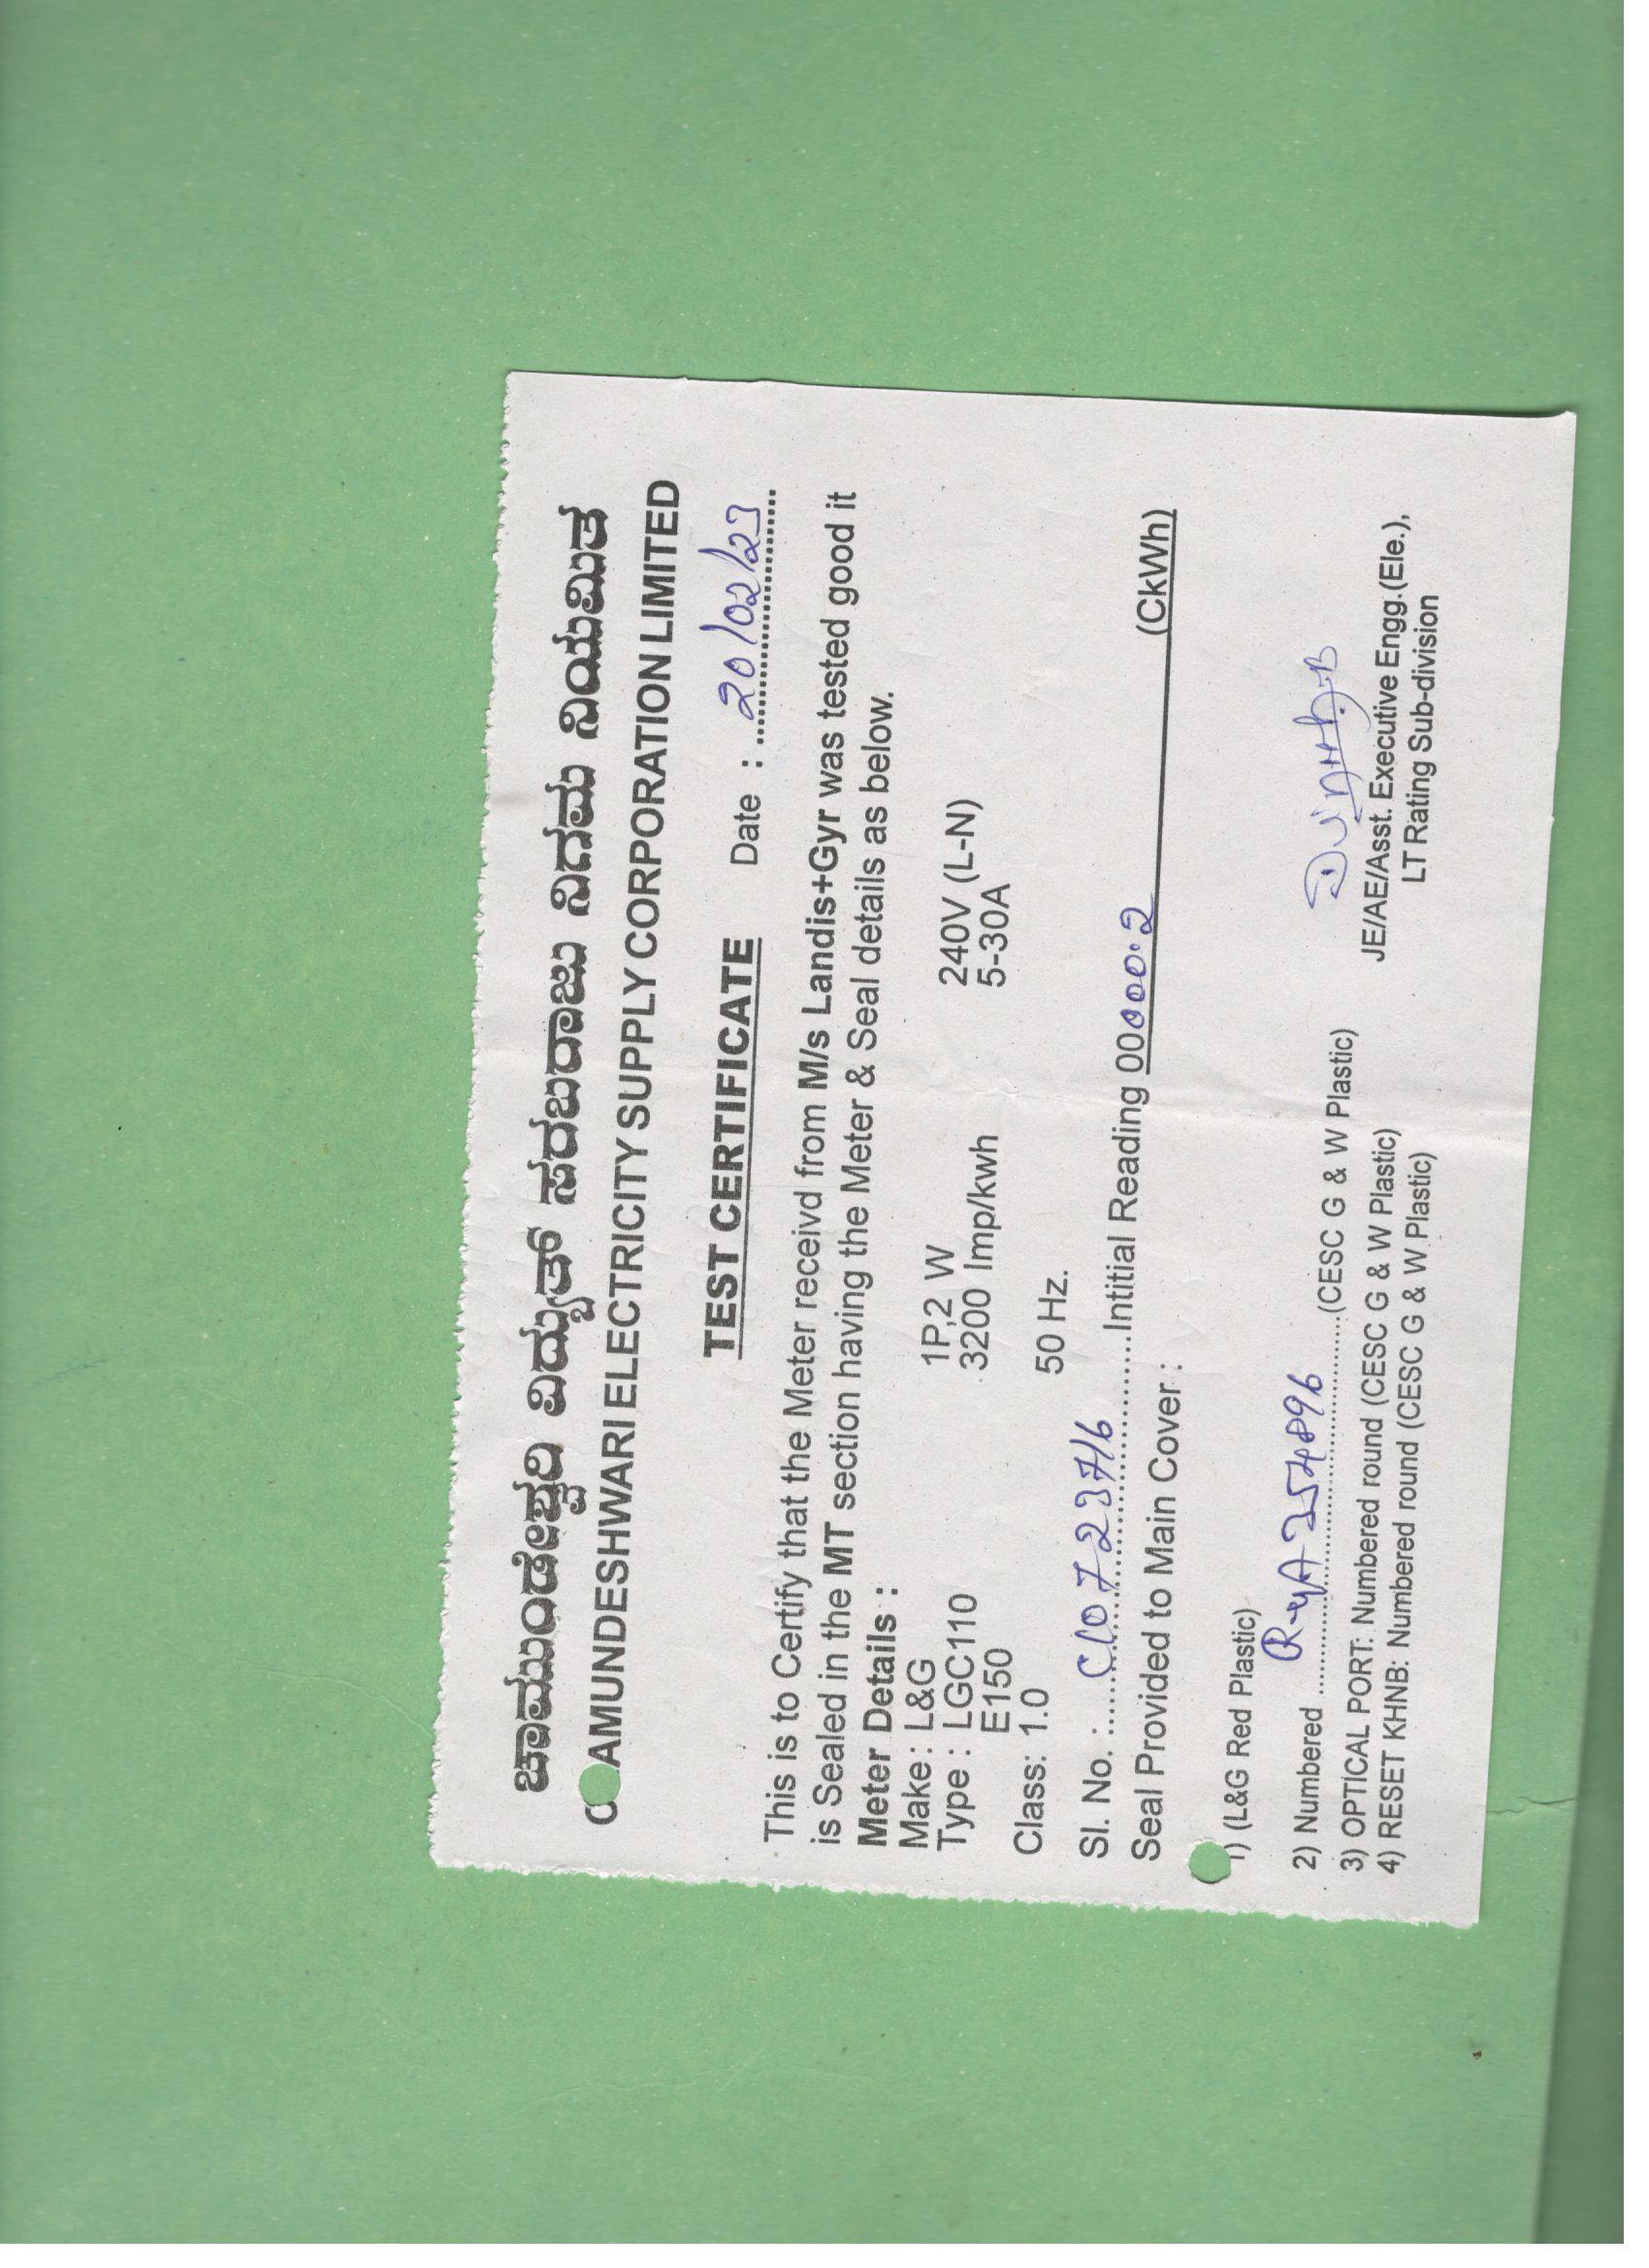 ಚಾಮುಂಡೇಶ್ವರಿ ವಿದ್ಯುತ್ ಸರಬರಾಜು ನಿಗಮ ನಿಯಮಿತ
C AMUNDESHWARI ELECTRICITY SUPPLY CORPORATION LIMITED
TEST CERTIFICATE Date : 20/02/23
This is to Certify that the Meter receivd from M/s Landis+Gyr was tested good it
is Sealed in the MT section having the Meter & Seal details as below.
Meter Details :
Make : L&G 1P,2 W 240V (L-N)
Type : LGC110 3200 Imp/kwh 5-30A
E150
Class: 1.0 50 Hz.
Sl. No. : Intitial Reading 00000.2 (CkWh)
Seal Provided to Main Cover :
1) (L&G Red Plastic)
2) Numbered (CESC G & W Plastic)
3) OPTICAL PORT: Numbered round (CESC G & W Plastic)
4) RESET KHNB: Numbered round (CESC G & W Plastic)
JE/AE/Asst. Executive Engg.(Ele.),
LT Rating Sub-division